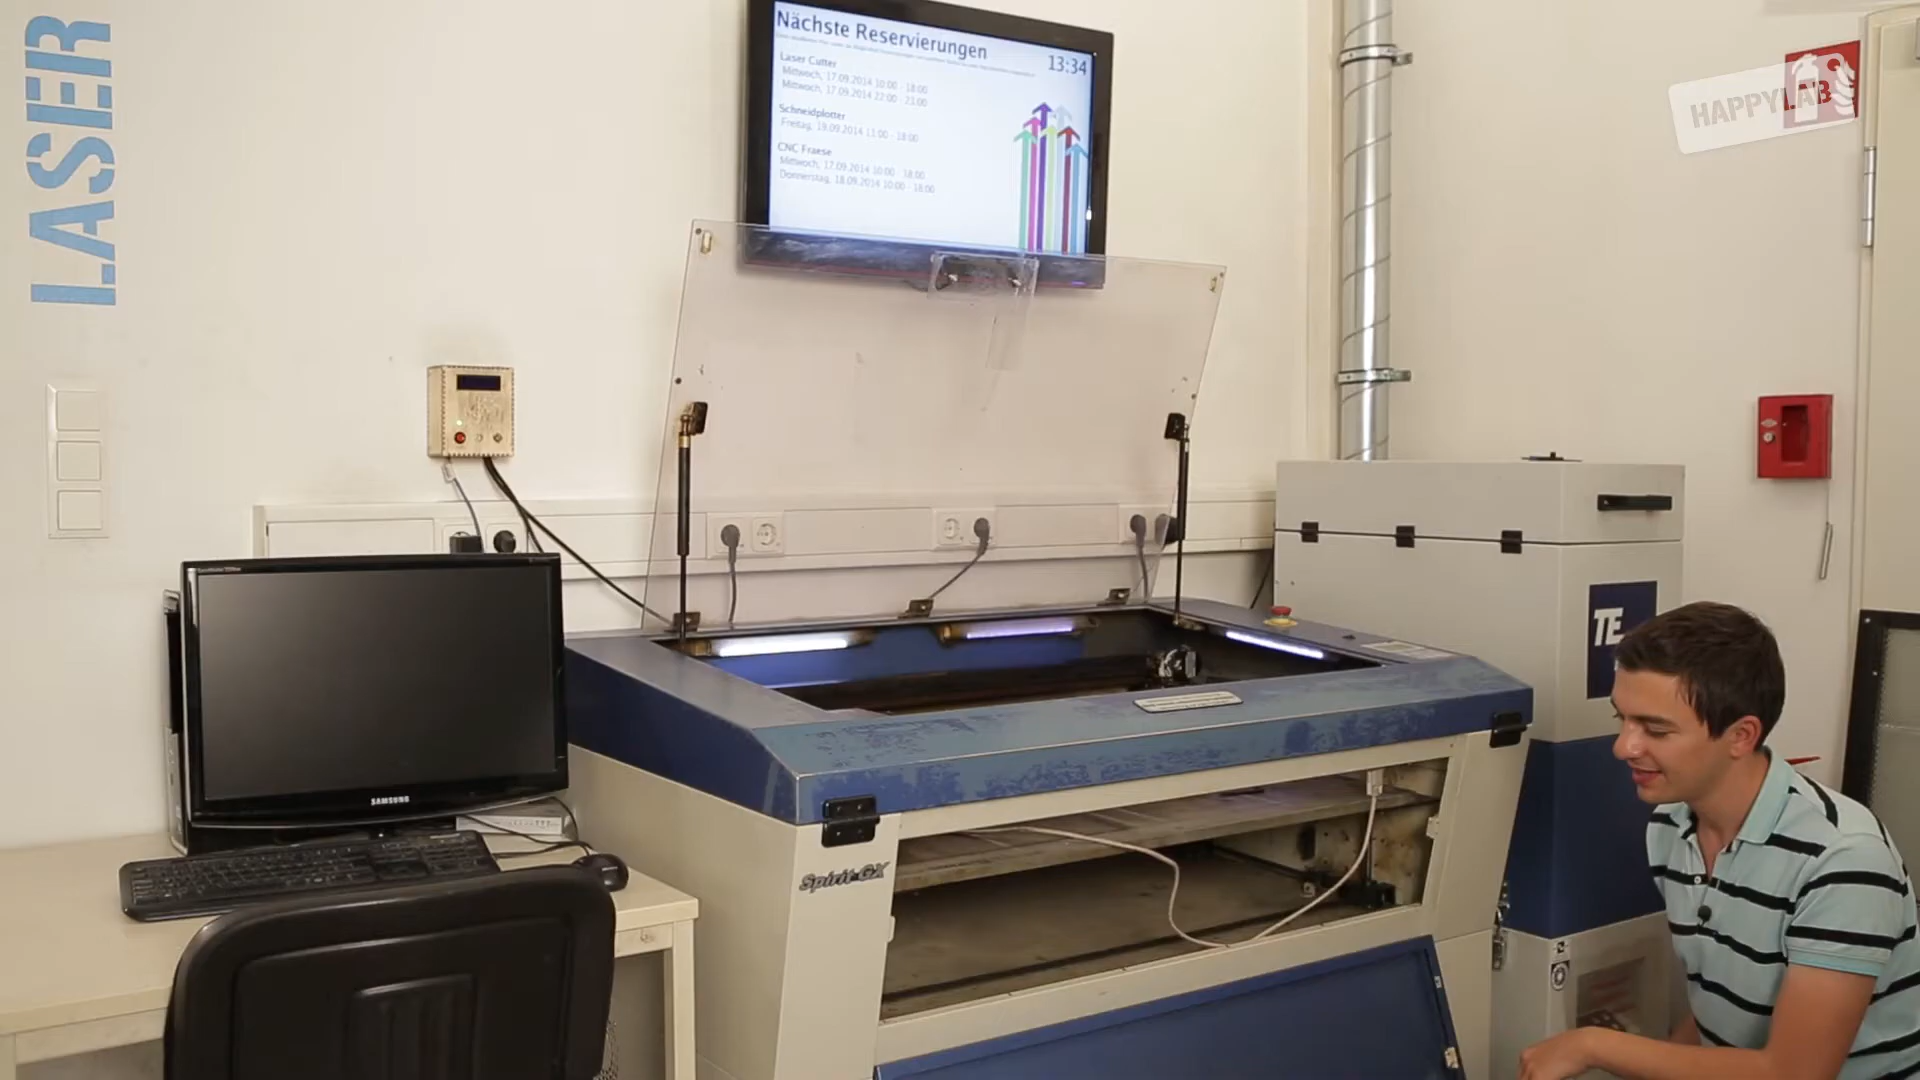 LASER
Nächste Reservierungen
13:34
Laser Cutter
Mittwoch, 17.09.2014 10:00 - 18:00
Mittwoch, 17.09.2014 22:00 - 23:00
Schneidplotter
Freitag, 19.09.2014 11:00 - 18:00
CNC Fraese
Mittwoch, 17.09.2014 10:00 - 18:00
Donnerstag, 18.09.2014 10:00 - 18:00
HAPPYLAB
TE
SAMSUNG
Spirit GX